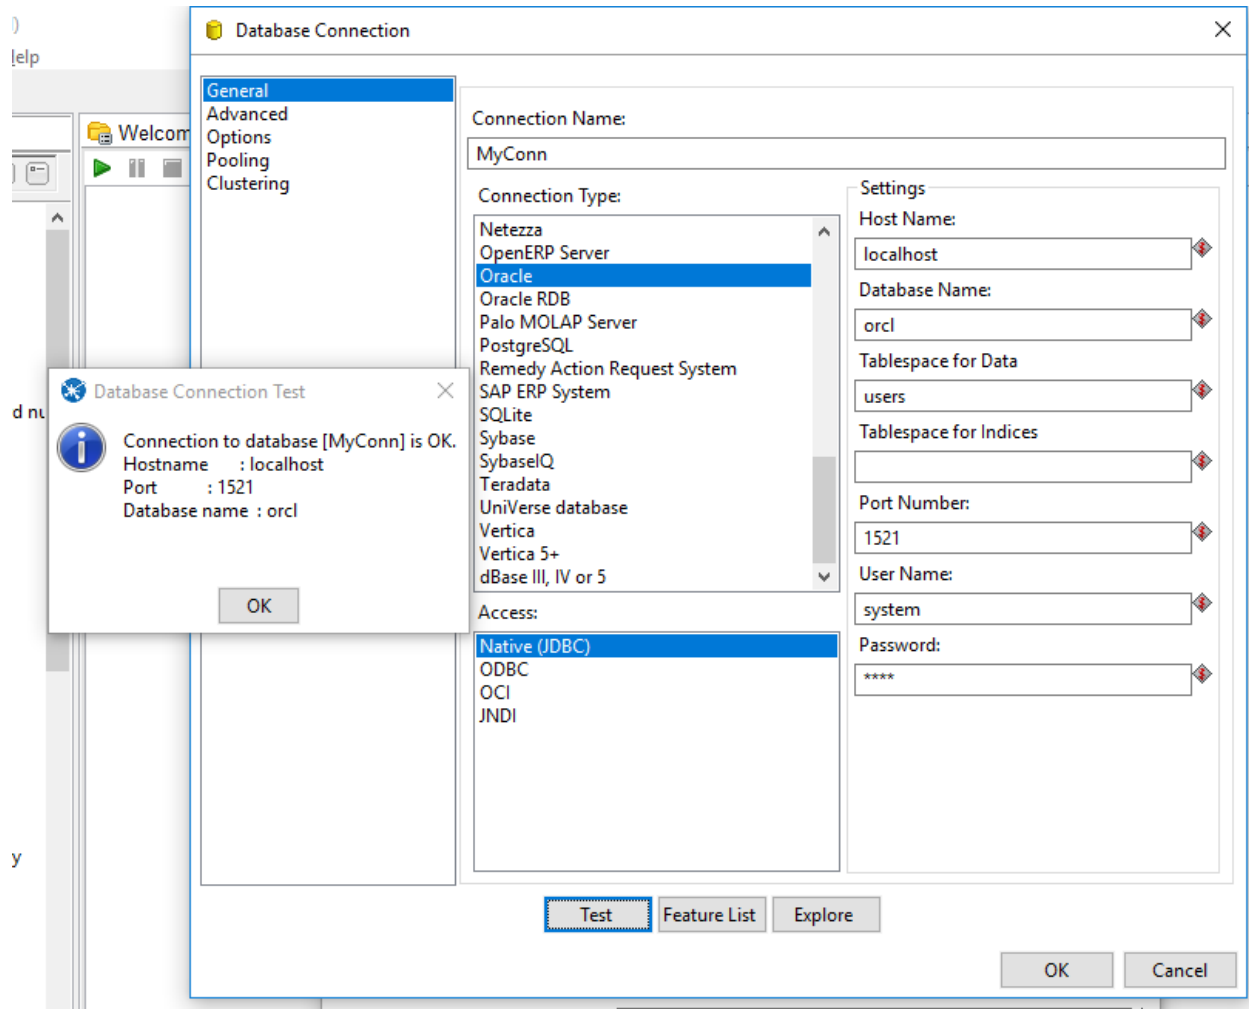 )
Help
Database Connection
Welcom
d nu
y
General
Advanced
Options
Pooling
Clustering
Connection Name:
MyConn
Connection Type:
Netezza
OpenERP Server
Oracle
Oracle RDB
Palo MOLAP Server
PostgreSQL
Remedy Action Request System
SAP ERP System
SQLite
Sybase
SybaseIQ
Teradata
UniVerse database
Vertica
Vertica 5+
dBase III, IV or 5
Access:
Native (JDBC)
ODBC
OCI
JNDI
Settings
Host Name:
localhost
Database Name:
orcl
Tablespace for Data
users
Tablespace for Indices
Port Number:
1521
User Name:
system
Password:
****
Database Connection Test
Connection to database [MyConn] is OK.
Hostname : localhost
Port : 1521
Database name : orcl
OK
Test Feature List Explore
OK Cancel